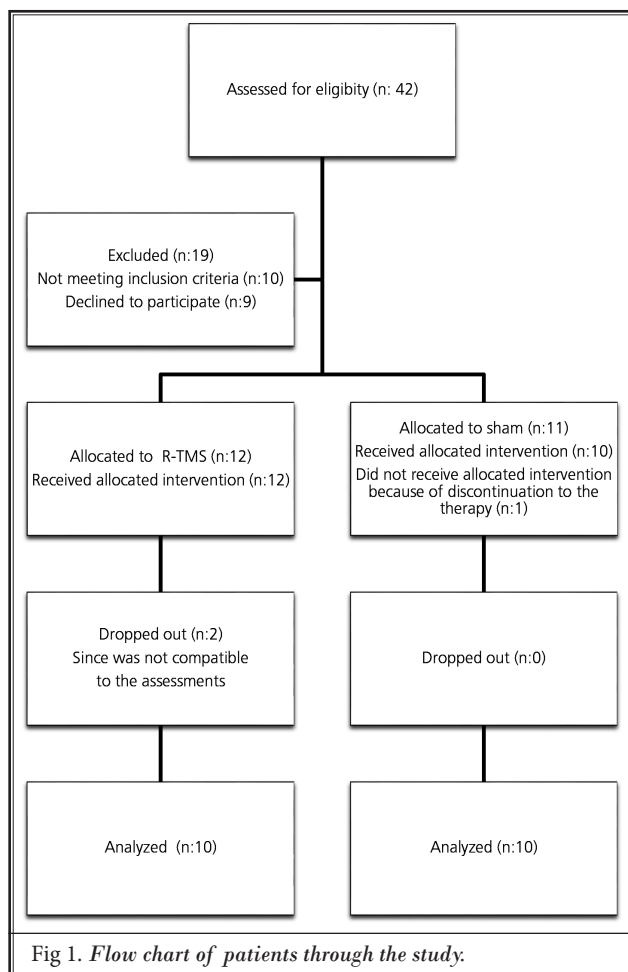 Assessed for eligibity (n: 42)
Excluded (n:19)
Not meeting inclusion criteria (n:10)
Declined to participate (n:9)
Allocated to R-TMS (n:12)
Received allocated intervention (n:12)
Allocated to sham (n:11)
Received allocated intervention (n:10)
Did not receive allocated intervention
because of discontinuation to the
therapy (n:1)
Dropped out (n:2)
Since was not compatible
to the assessments
Dropped out (n:0)
Analyzed (n:10)
Analyzed (n:10)
Fig 1. Flow chart of patients through the study.